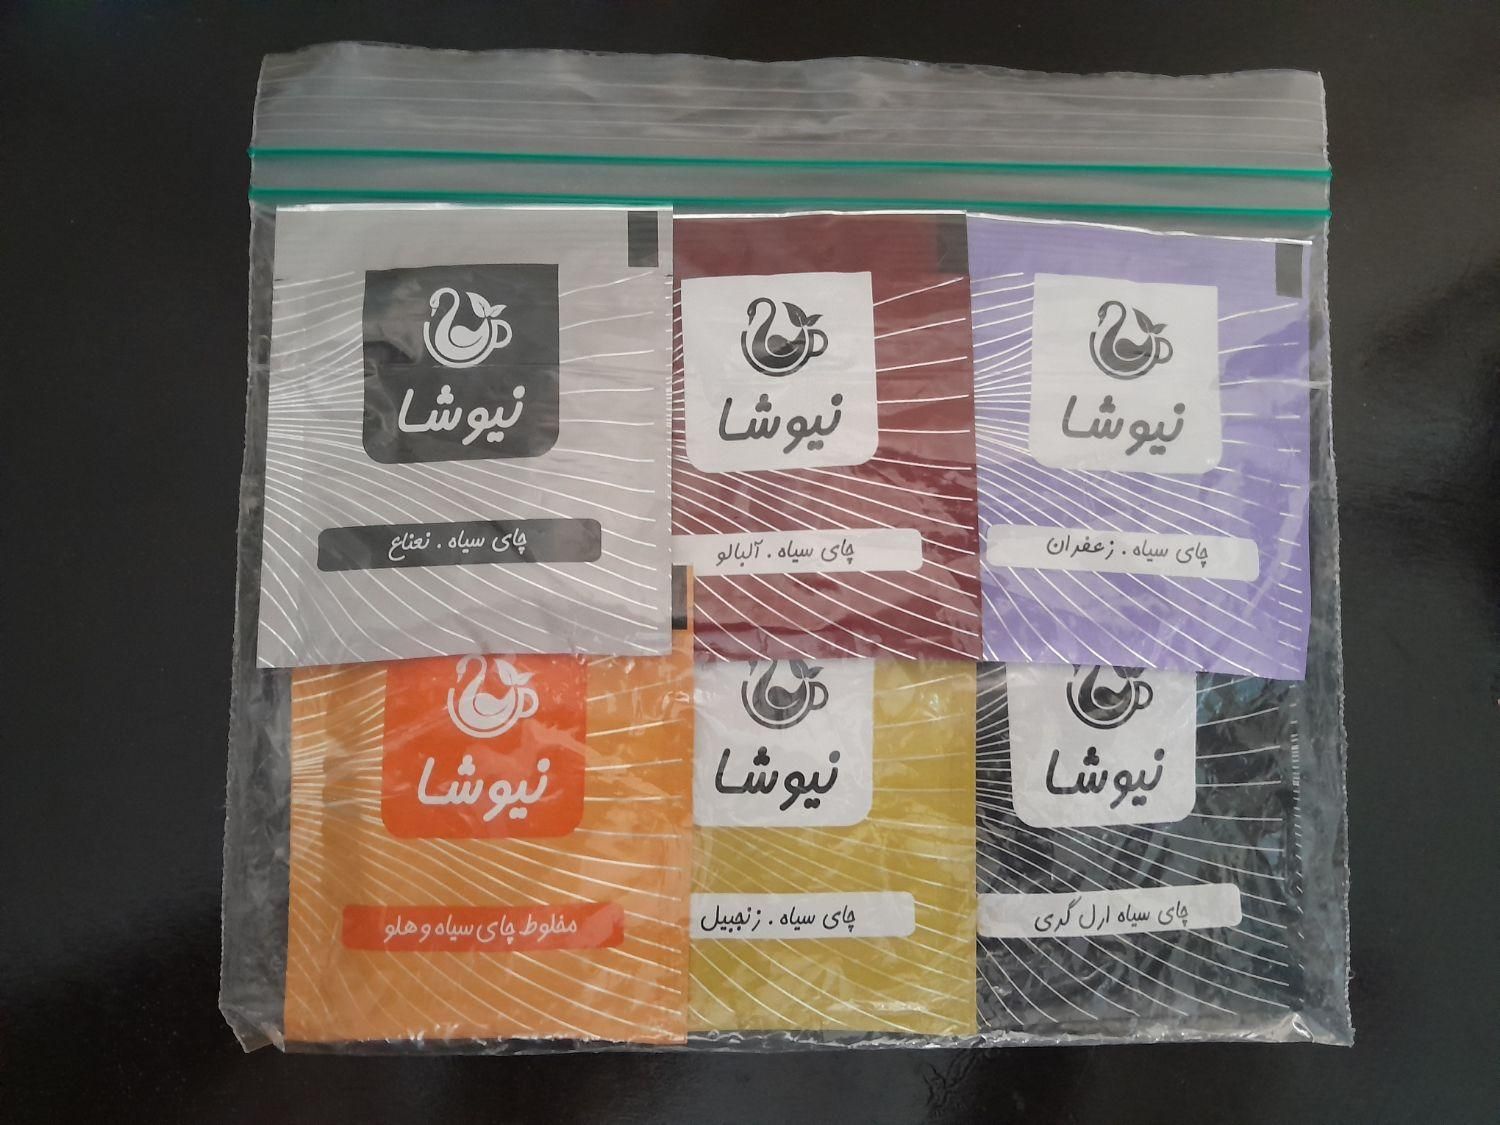 نیوشا
چای سیاه . نعناع
نیوشا
چای سیاه . آلبالو
نیوشا
چای سیاه . زعفران
نیوشا
مخلوط چای سیاه و هلو
نیوشا
چای سیاه . زنجبیل
نیوشا
چای سیاه ارل گری